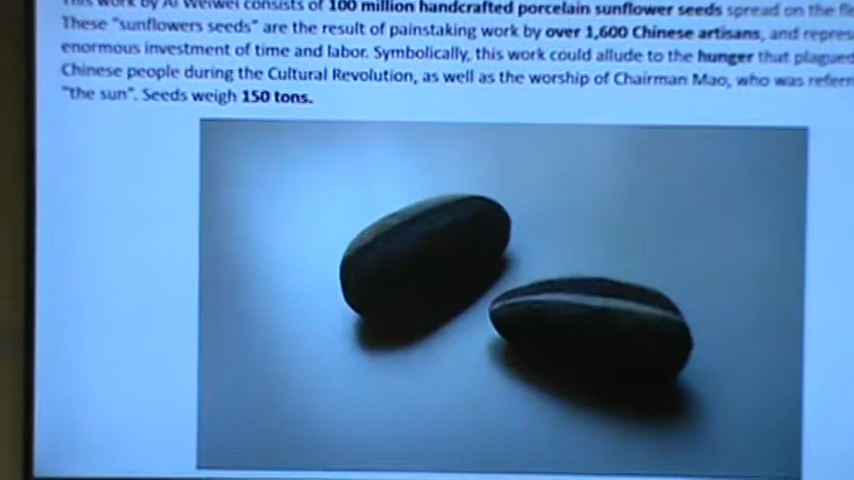 This work by Ai Weiwei consists of 100 million handcrafted porcelain sunflower seeds spread on the
These "sunflowers seeds" are the result of painstaking work by over 1,600 Chinese artisans, and
enormous investment of time and labor. Symbolically, this work could allude to the hunger that plagued
Chinese people during the Cultural Revolution, as well as the worship of Chairman Mao, who was
"the sun". Seeds weigh 150 tons.